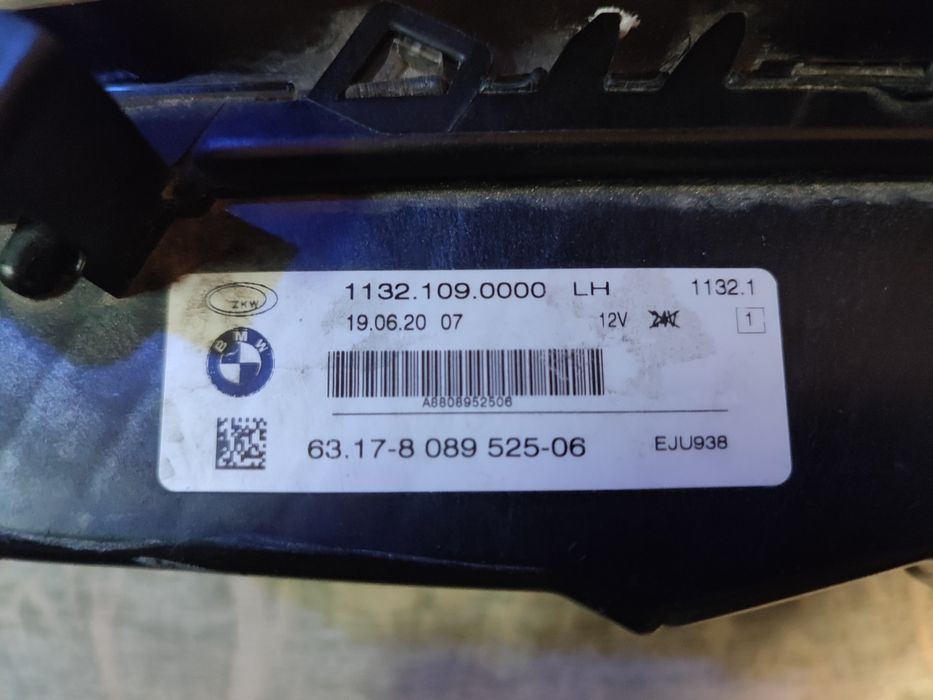 ZKW 1132.109.0000 LH 1132.1
19.06.20 07 12V 24V 1
BMW
A8808952506
63.17-8 089 525-06 EJU938